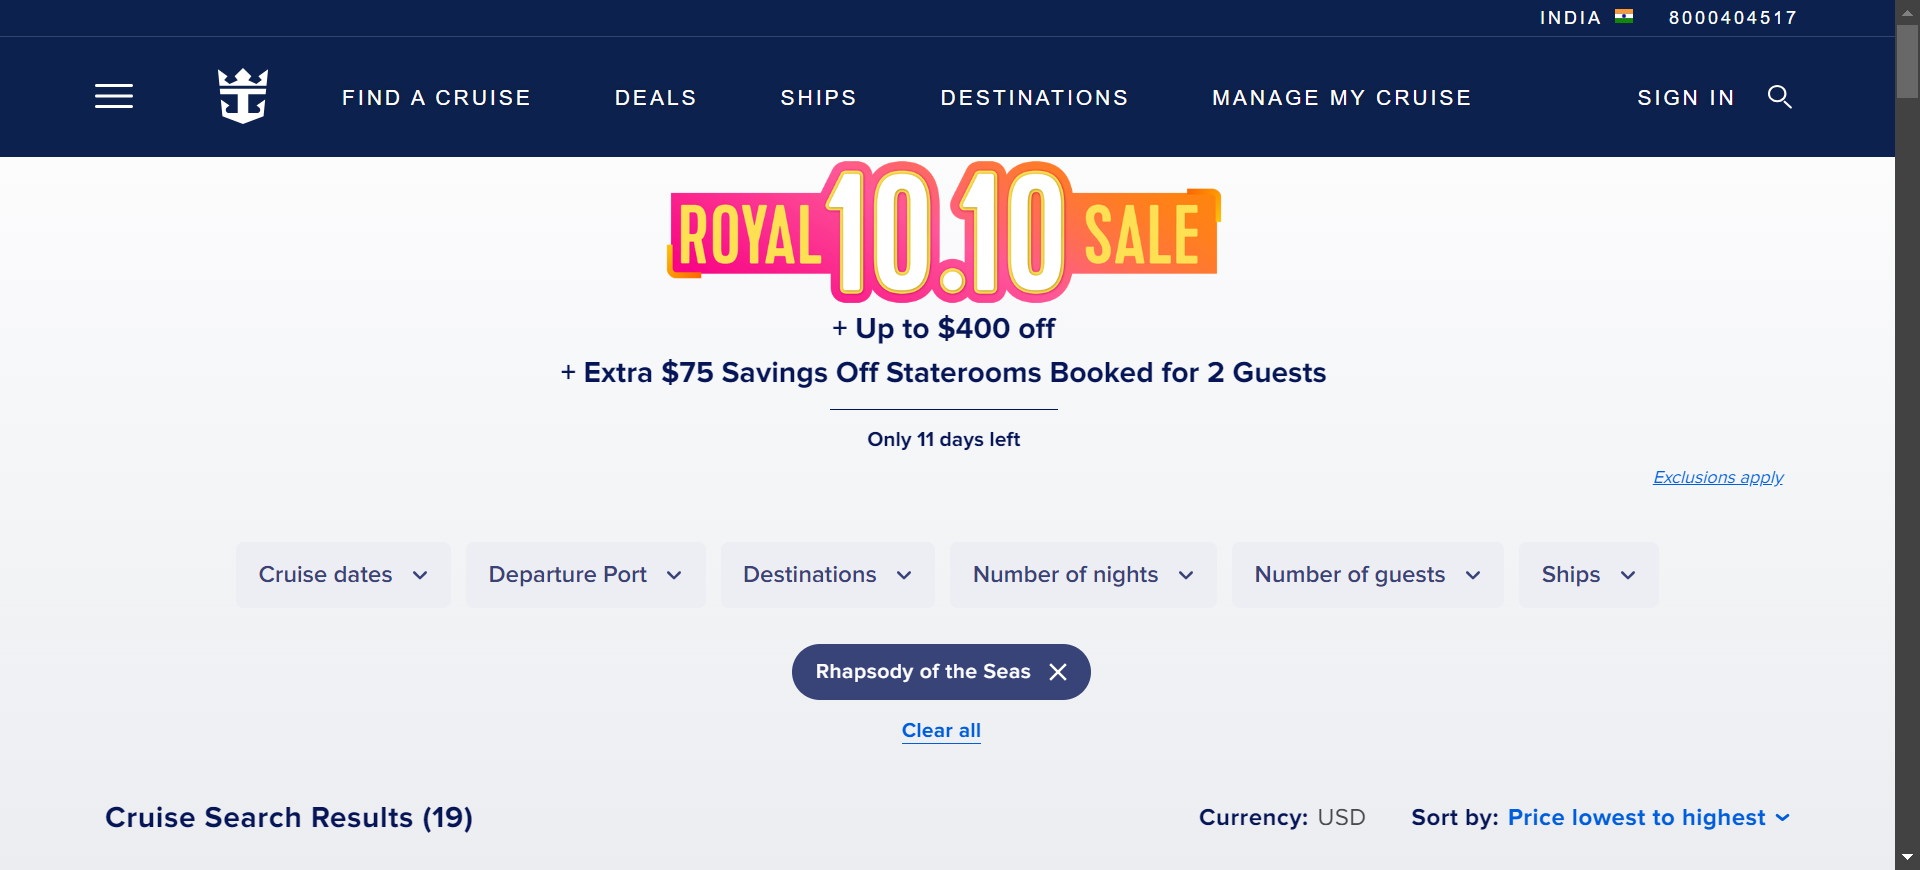 INDIA 8000404517
FIND A CRUISE DEALS SHIPS DESTINATIONS MANAGE MY CRUISE SIGN IN
ROYAL 10.10 SALE
+ Up to $400 off
+ Extra $75 Savings Off Staterooms Booked for 2 Guests
Only 11 days left
Exclusions apply
Cruise dates Departure Port Destinations Number of nights Number of guests Ships
Rhapsody of the Seas
Clear all
Cruise Search Results (19) Currency: USD Sort by: Price lowest to highest